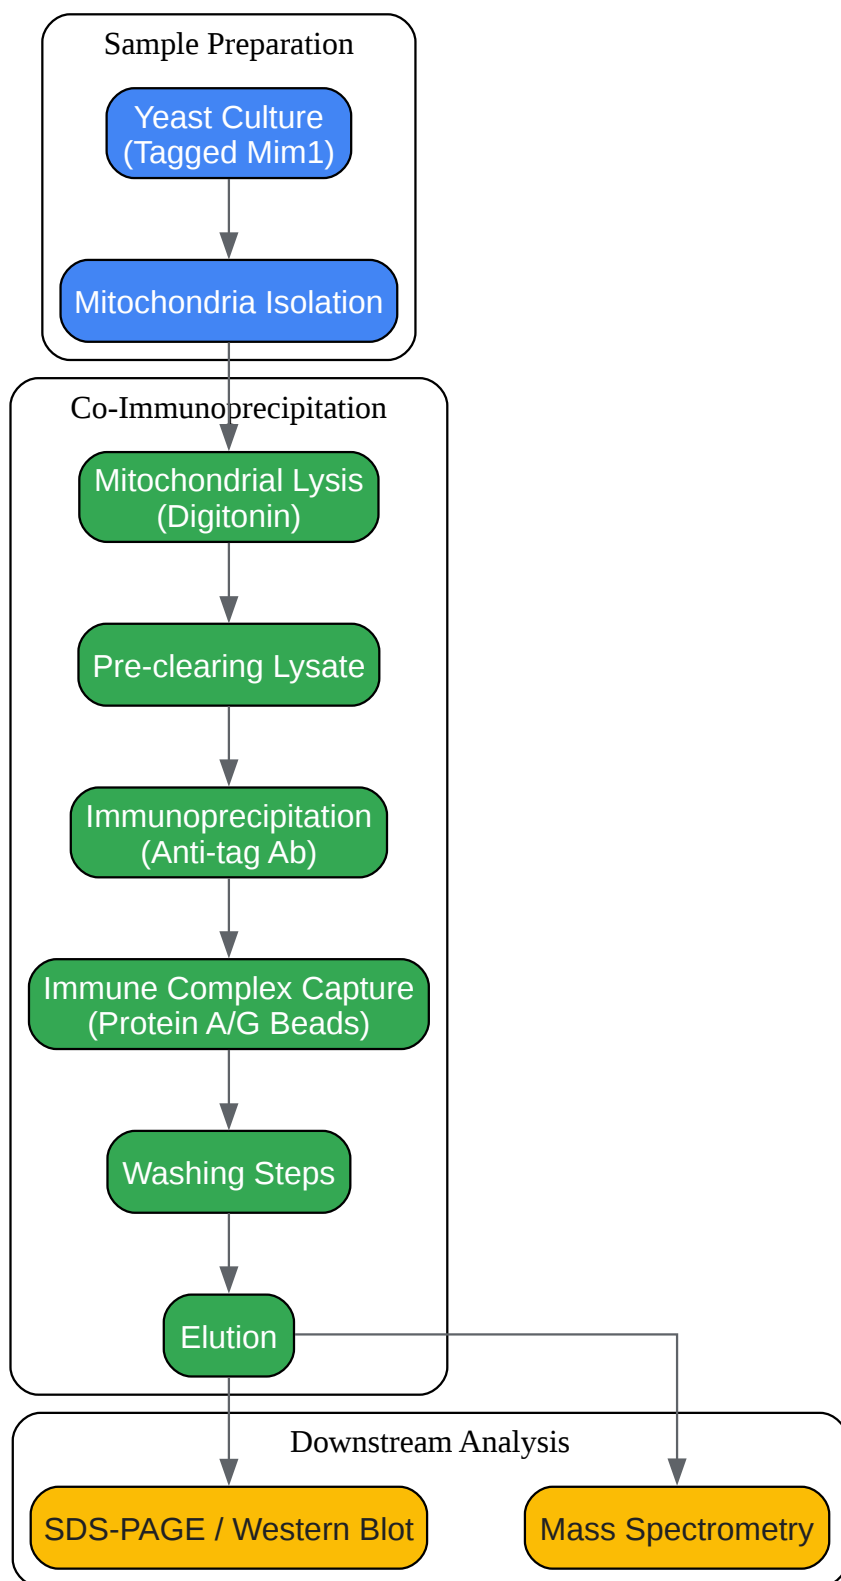 Sample Preparation
Yeast Culture
(Tagged Mim1)
Mitochondria Isolation
Co-Immunoprecipitation
Mitochondrial Lysis
(Digitonin)
Pre-clearing Lysate
Immunoprecipitation
(Anti-tag Ab)
Immune Complex Capture
(Protein A/G Beads)
Washing Steps
Elution
Downstream Analysis
SDS-PAGE / Western Blot
Mass Spectrometry